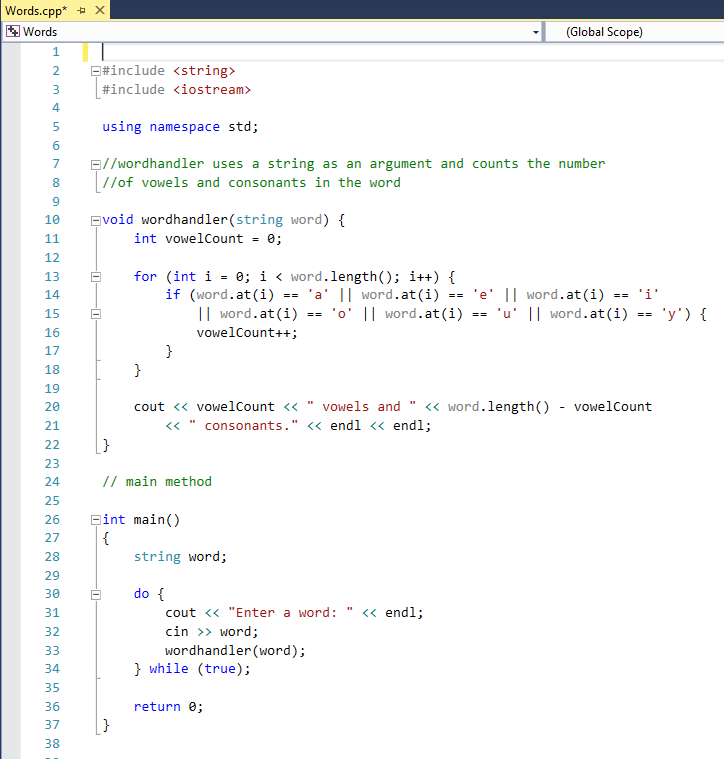 Words.cpp*
Words (Global Scope)
1
2 #include <string>
3 #include <iostream>
4
5 using namespace std;
6
7 //wordhandler uses a string as an argument and counts the number
8 //of vowels and consonants in the word
9
10 void wordhandler(string word) {
11     int vowelCount = 0;
12
13     for (int i = 0; i < word.length(); i++) {
14         if (word.at(i) == 'a' || word.at(i) == 'e' || word.at(i) == 'i'
15             || word.at(i) == 'o' || word.at(i) == 'u' || word.at(i) == 'y') {
16             vowelCount++;
17         }
18     }
19
20     cout << vowelCount << " vowels and " << word.length() - vowelCount
21         << " consonants." << endl << endl;
22 }
23
24 // main method
25
26 int main()
27 {
28     string word;
29
30     do {
31         cout << "Enter a word: " << endl;
32         cin >> word;
33         wordhandler(word);
34     } while (true);
35
36     return 0;
37 }
38